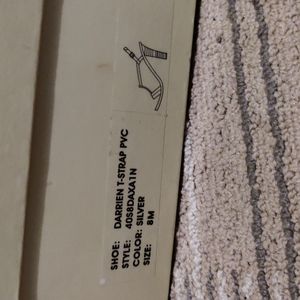 SHOE: DARRIEN T-STRAP PVC
STYLE: 40S8DAXA1N
COLOR: SILVER
SIZE: 8M